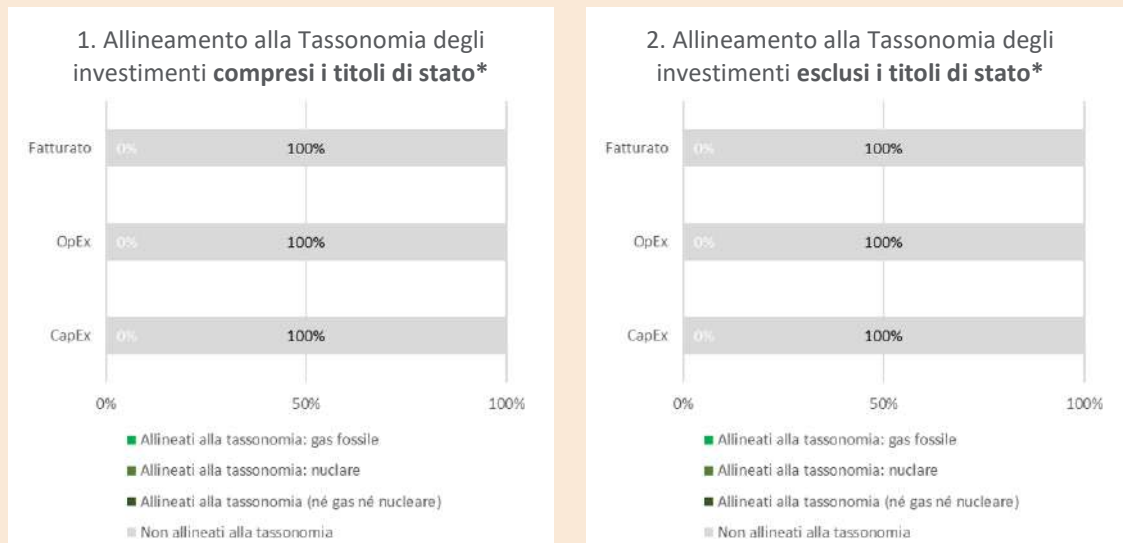 1. Allineamento alla Tassonomia degli
investimenti compresi i titoli di stato*
Fatturato
0%
100%
OpEx
0%
100%
CapEx
0%
100%
0%
50%
100%
Allineati alla tassonomia: gas fossile
Allineati alla tassonomia: nuclare
Allineati alla tassonomia (né gas né nucleare)
Non allineati alla tassonomia
2. Allineamento alla Tassonomia degli
investimenti esclusi i titoli di stato*
Fatturato
0%
100%
OpEx
0%
100%
CapEx
0%
100%
0%
50%
100%
Allineati alla tassonomia: gas fossile
Allineati alla tassonomia: nuclare
Allineati alla tassonomia (né gas né nucleare)
Non allineati alla tassonomia